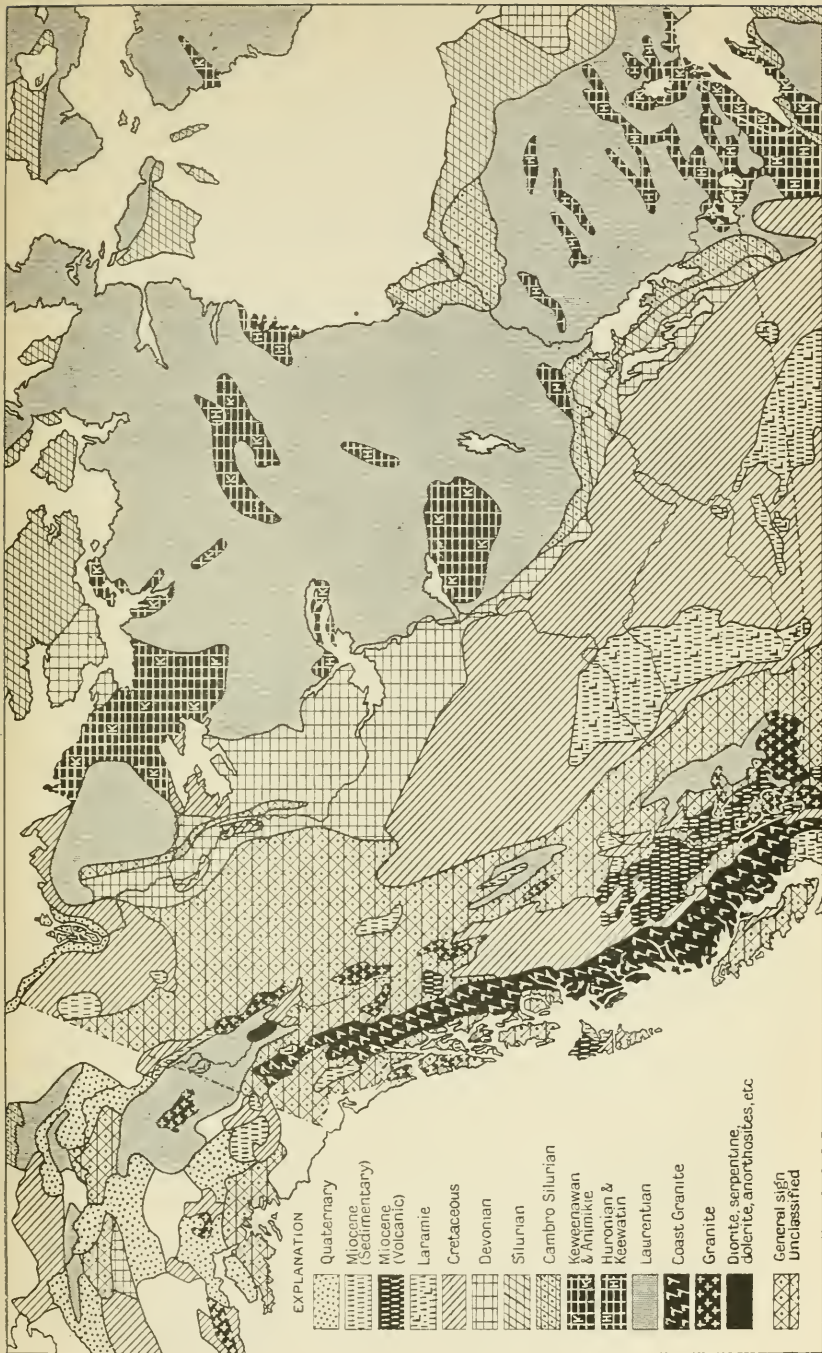 EXPLANATION
Quaternary
Miocene
(Sedimentary)
Miocene
(Volcanic)
Laramie
Cretaceous
Devonian
Silurian
Cambro Silurian
Keweenawan
& Animikie
Huronian &
Keewatin
Laurentian
Coast Granite
Granite
Diorite, serpentine,
dolerite, anorthosites, etc
General sign
Unclassified